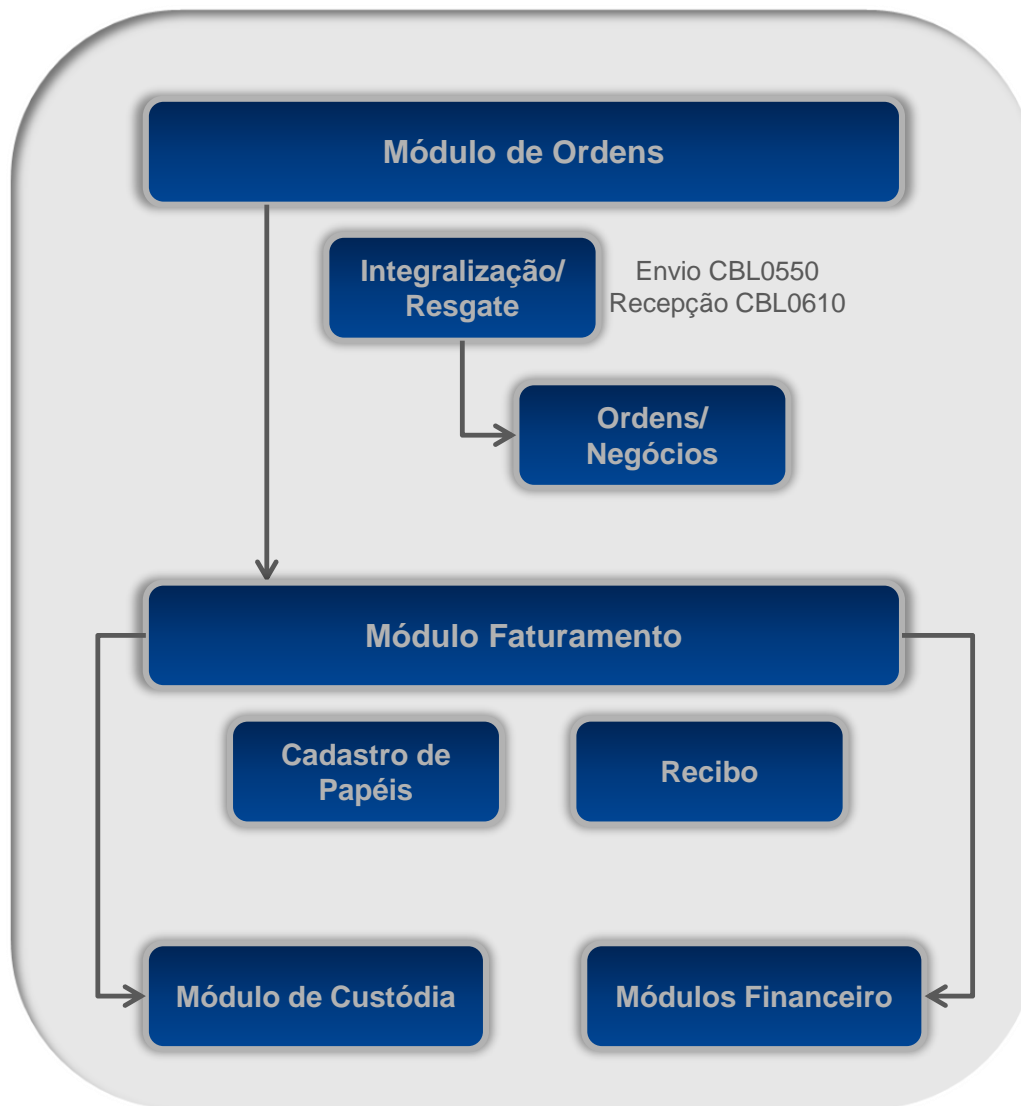 Módulo de Ordens
Integralização/
Resgate
Envio CBL0550
Recepção CBL0610
Ordens/
Negócios
Módulo Faturamento
Cadastro de
Papéis
Recibo
Módulo de Custódia
Módulos Financeiro